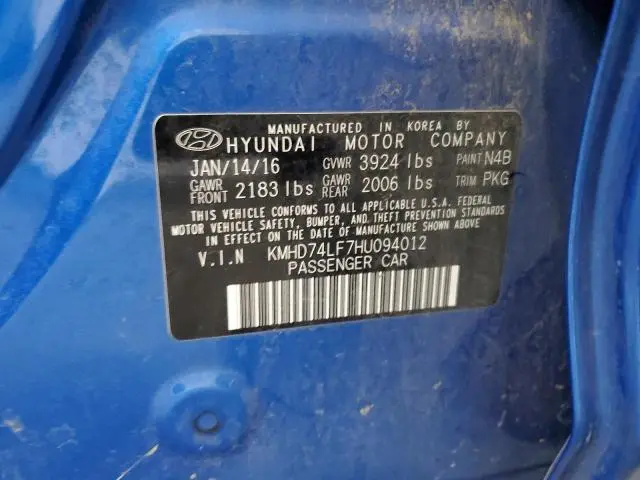 MANUFACTURED IN KOREA BY
HYUNDAI MOTOR COMPANY
JAN/14/16 GVWR 3924 lbs PAINT N4B
GAWR FRONT 2183 lbs GAWR REAR 2006 lbs TRIM PKG
THIS VEHICLE CONFORMS TO ALL APPLICABLE U.S.A. FEDERAL
MOTOR VEHICLE SAFETY, BUMPER, AND THEFT PREVENTION STANDARDS
IN EFFECT ON THE DATE OF MANUFACTURE SHOWN ABOVE
V.I.N KMHD74LF7HU094012
PASSENGER CAR